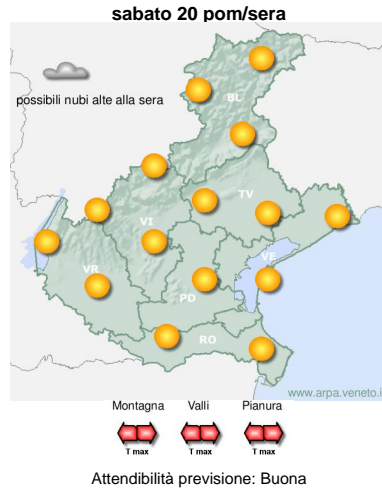 sabato 20 pom/sera
possibili nubi alte alla sera
BL
TV
VI
VE
VR
PD
RO
www.arpa.veneto.i
Montagna Valli Pianura
T max T max T max
Attendibilità previsione: Buona